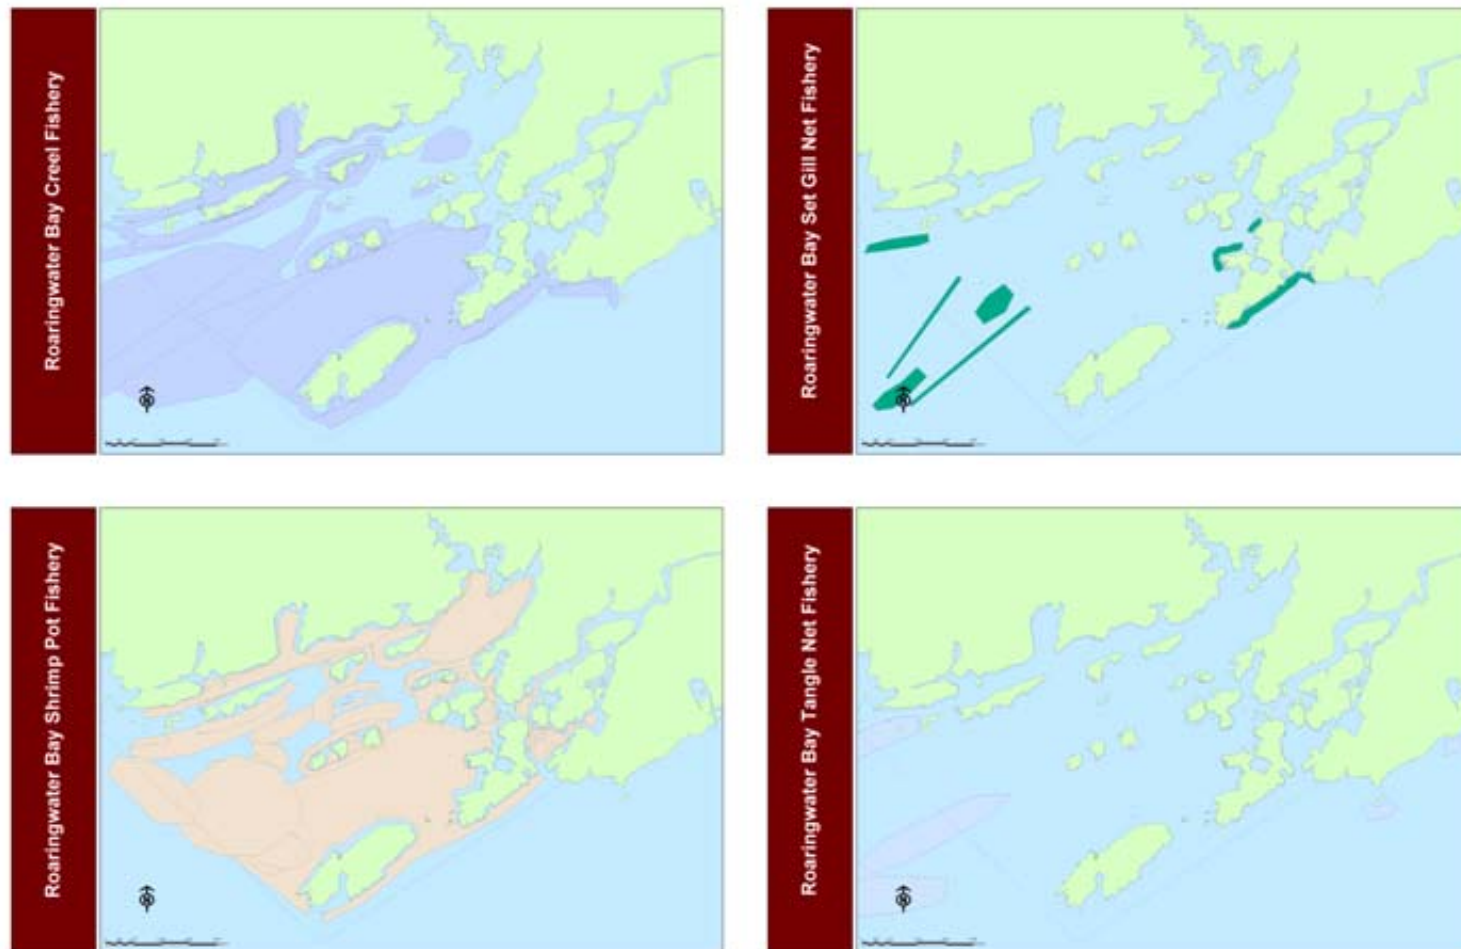 Roaringwater Bay Creel Fishery
Roaringwater Bay Set Gill Net Fishery
Roaringwater Bay Shrimp Pot Fishery
Roaringwater Bay Tangle Net Fishery